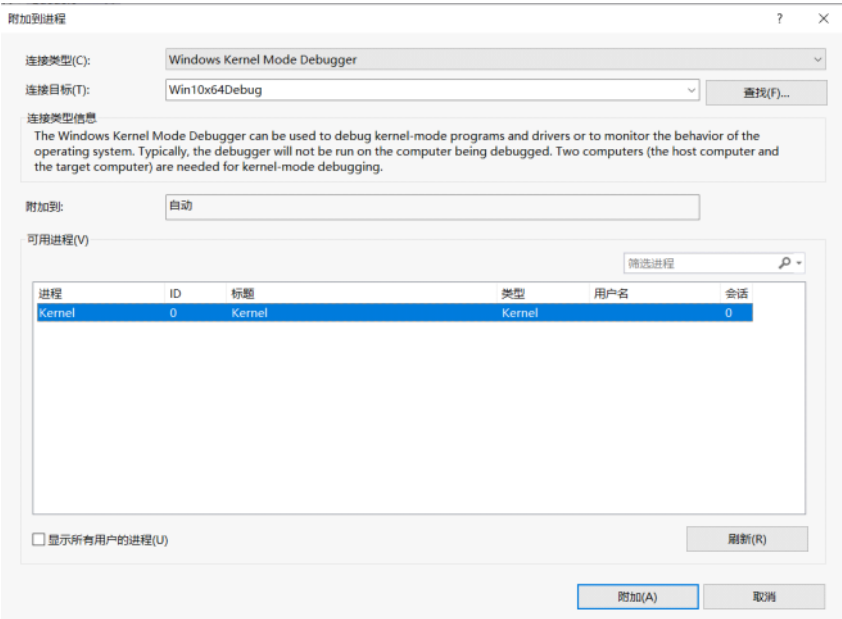 附加到进程
?
连接类型(C):
Windows Kernel Mode Debugger
连接目标(T):
Win10x64Debug
查找(F)...
连接类型信息
The Windows Kernel Mode Debugger can be used to debug kernel-mode programs and drivers or to monitor the behavior of the
operating system. Typically, the debugger will not be run on the computer being debugged. Two computers (the host computer and
the target computer) are needed for kernel-mode debugging.
附加到:
自动
可用进程(V)
筛选进程
进程 ID 标题 类型 用户名 会话
Kernel 0 Kernel Kernel 0
显示所有用户的进程(U)
刷新(R)
附加(A)
取消